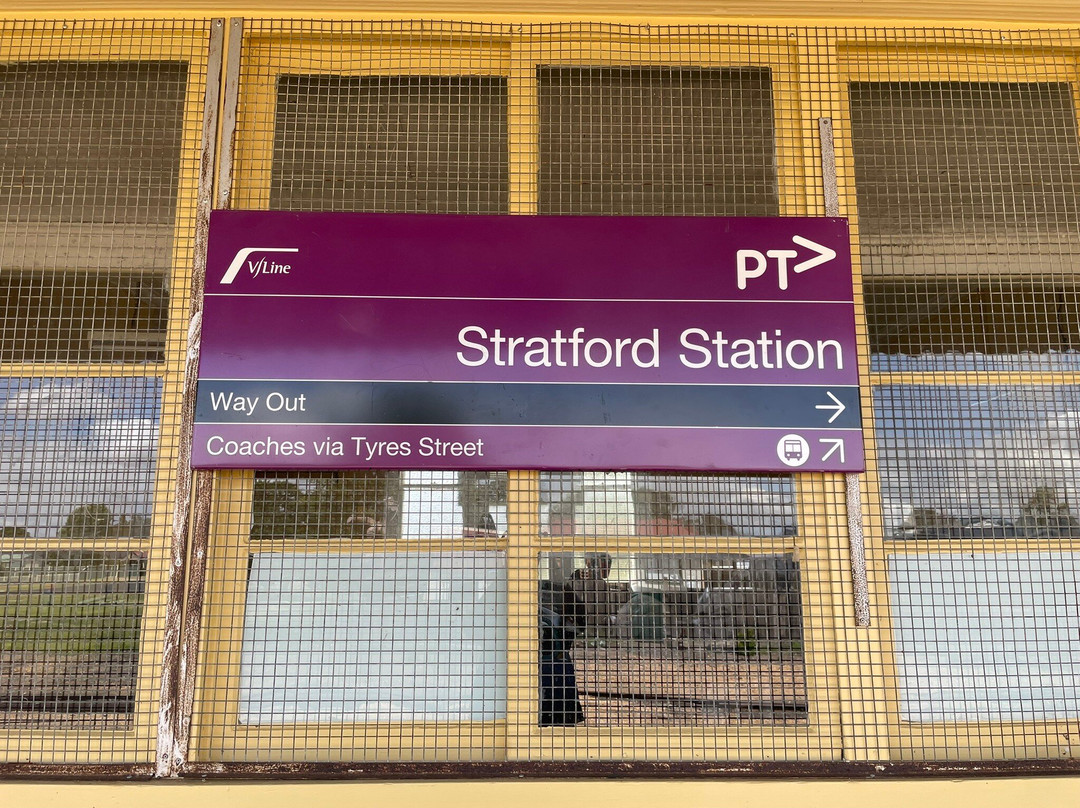 V/Line
PT>
Stratford Station
Way Out →
Coaches via Tyres Street ↗